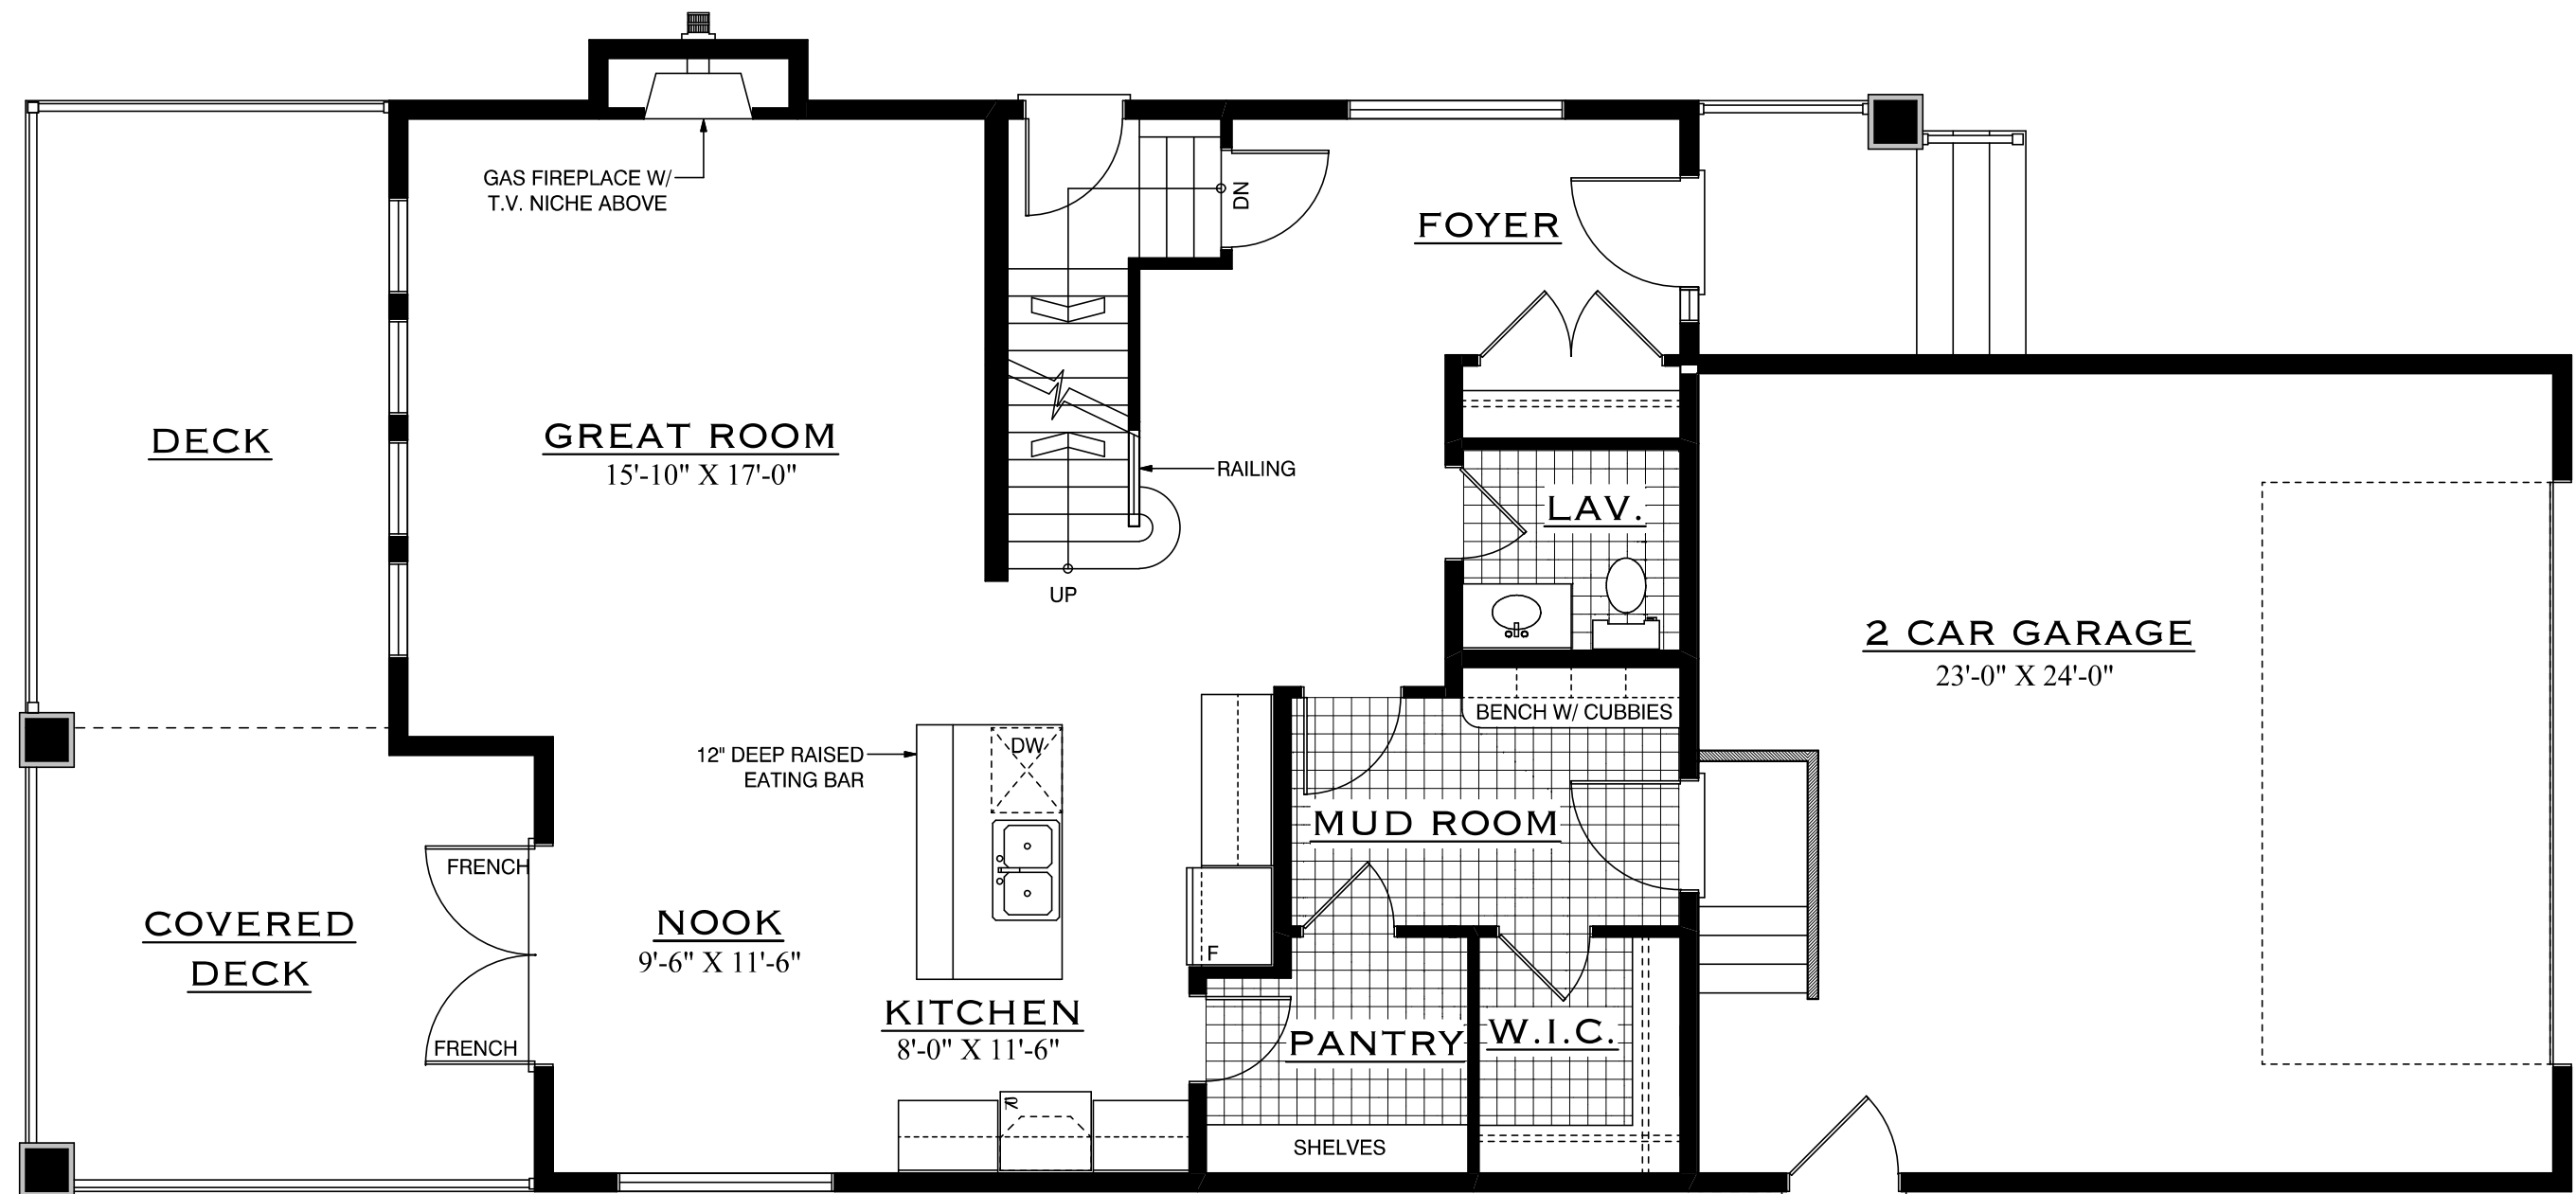 GAS FIREPLACE W/
T.V. NICHE ABOVE
DN
FOYER
DECK
GREAT ROOM
15'-10" X 17'-0"
RAILING
LAV.
UP
2 CAR GARAGE
23'-0" X 24'-0"
BENCH W/ CUBBIES
12" DEEP RAISED
EATING BAR
DW
MUD ROOM
FRENCH
COVERED
DECK
NOOK
9'-6" X 11'-6"
F
KITCHEN
8'-0" X 11'-6"
PANTRY
W.I.C.
FRENCH
SHELVES